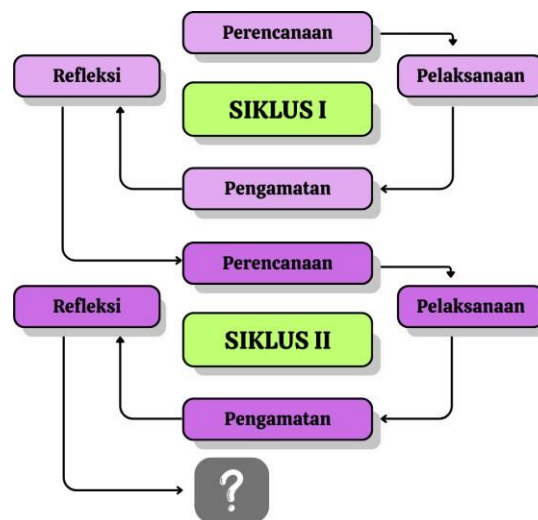 Perencanaan
Refleksi
Pelaksanaan
SIKLUS I
Pengamatan
Perencanaan
Refleksi
Pelaksanaan
SIKLUS II
Pengamatan
?